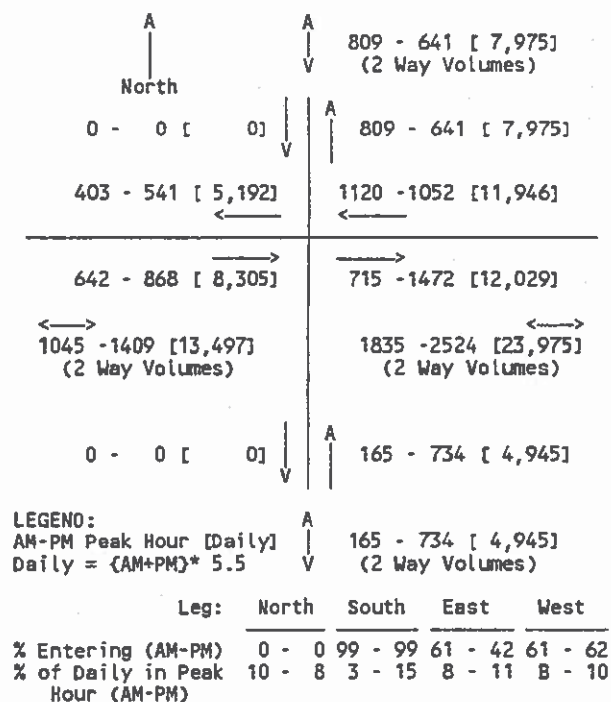 A
A
809 - 641 [ 7,975]
V
(2 Way Volumes)
North
A
0 - 0 [ 0]
809 - 641 [ 7,975]
V
403 - 541 [ 5,192]
1120 -1052 [11,946]
<
<
>
>
642 - 868 [ 8,305]
715 -1472 [12,029]
< >
< >
1045 -1409 [13,497]
1835 -2524 [23,975]
(2 Way Volumes)
(2 Way Volumes)
A
0 - 0 [ 0]
165 - 734 [ 4,945]
V
LEGEND:
A
AM-PM Peak Hour [Daily]
165 - 734 [ 4,945]
Daily = {AM+PM}* 5.5
V
(2 Way Volumes)
Leg: North South East West
% Entering (AM-PM) 0 - 0 99 - 99 61 - 42 61 - 62
% of Daily in Peak 10 - 8 3 - 15 8 - 11 8 - 10
Hour (AM-PM)